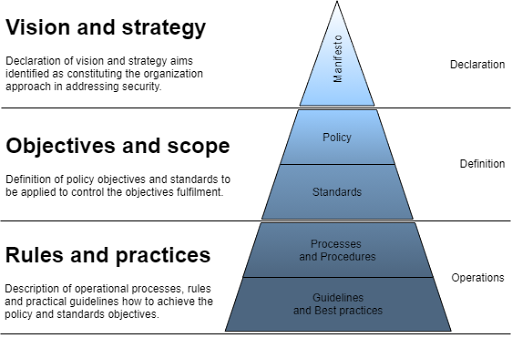 Vision and strategy
Declaration of vision and strategy aims
identified as constituting the organization
approach in addressing security.
Manifesto
Declaration
Objectives and scope
Definition of policy objectives and standards to
be applied to control the objectives fulfilment.
Policy
Standards
Definition
Rules and practices
Description of operational processes, rules
and practical guidelines how to achieve the
policy and standards objectives.
Processes
and Procedures
Guidelines
and Best practices
Operations